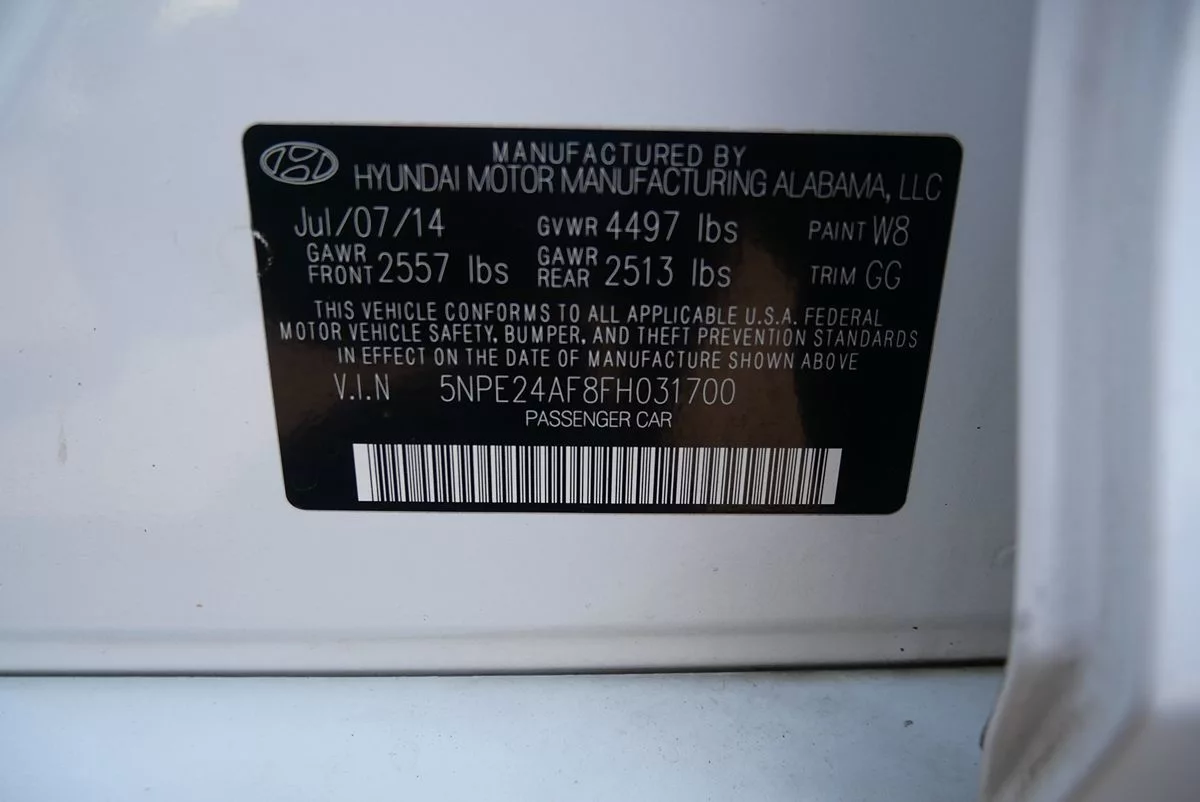 MANUFACTURED BY
HYUNDAI MOTOR MANUFACTURING ALABAMA, LLC
Jul/07/14 GVWR 4497 lbs PAINT W8
GAWR FRONT 2557 lbs GAWR REAR 2513 lbs TRIM GG
THIS VEHICLE CONFORMS TO ALL APPLICABLE U.S.A. FEDERAL
MOTOR VEHICLE SAFETY, BUMPER, AND THEFT PREVENTION STANDARDS
IN EFFECT ON THE DATE OF MANUFACTURE SHOWN ABOVE
V.I.N 5NPE24AF8FH031700
PASSENGER CAR